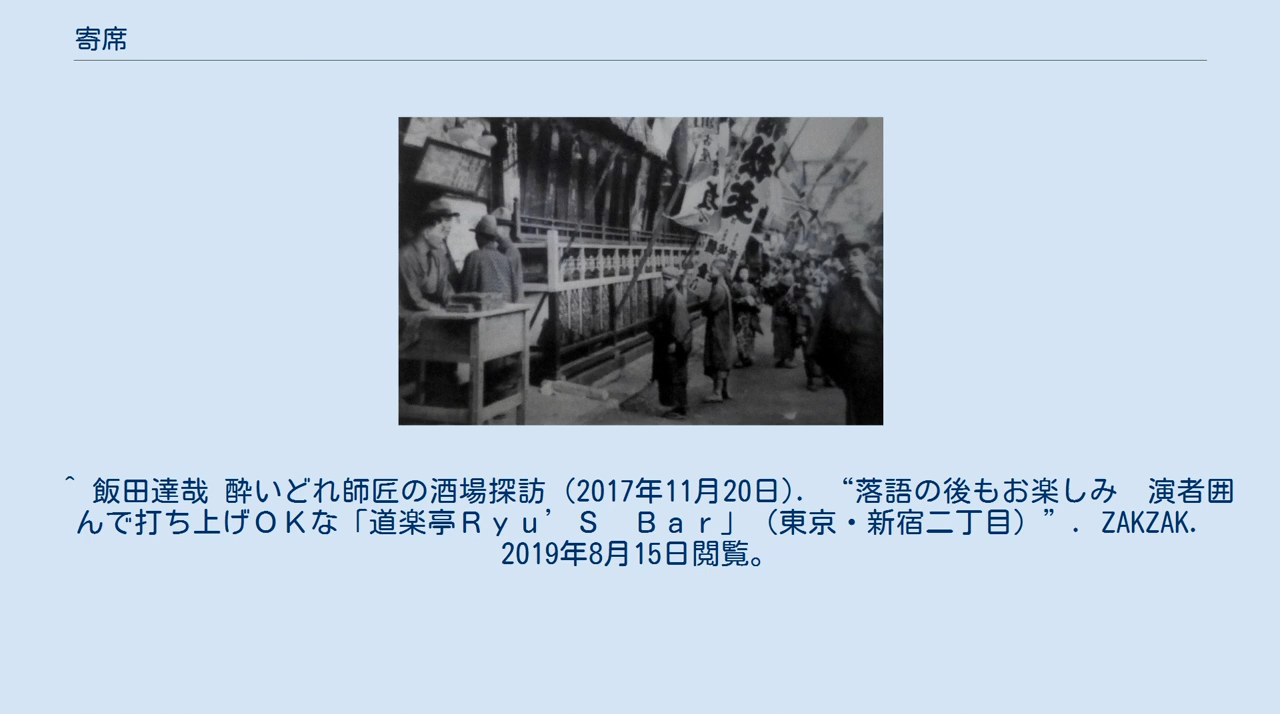 寄席
^ 飯田達哉 酔いどれ師匠の酒場探訪（2017年11月20日）. “落語の後もお楽しみ　演者囲
んで打ち上げＯＫな「道楽亭Ｒｙｕ’Ｓ　Ｂａｒ」（東京・新宿二丁目）”. ZAKZAK.
2019年8月15日閲覧。